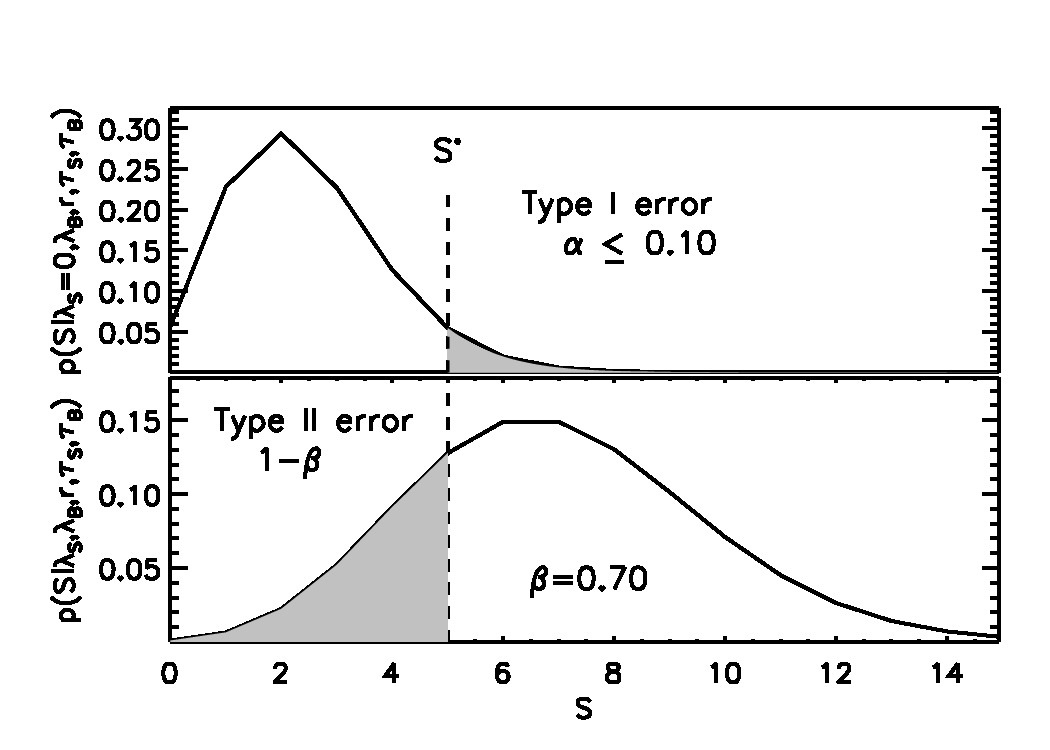 p(S|λS=0,λB,r,τS,τB)
0.30
0.25
0.20
0.15
0.10
0.05
S*
Type I error
α ≤ 0.10
p(S|λS,λB,r,τS,τB)
0.15
0.10
0.05
Type II error
1−β
β=0.70
0 2 4 6 8 10 12 14
S